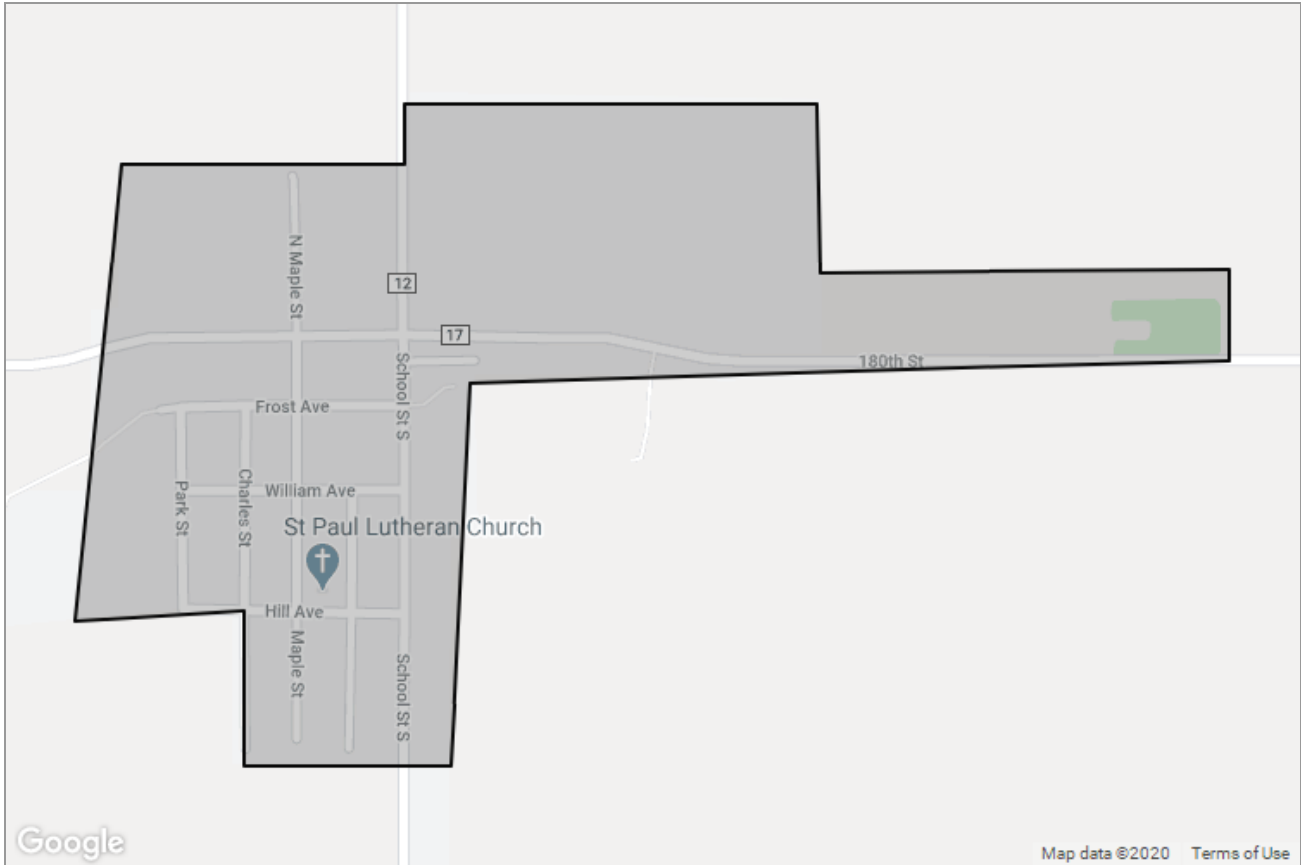 N Maple St
12
17
180th St
School St S
Frost Ave
William Ave
Park St
Charles St
St Paul Lutheran Church
Hill Ave
Maple St
School St S
Google
Map data ©2020
Terms of Use